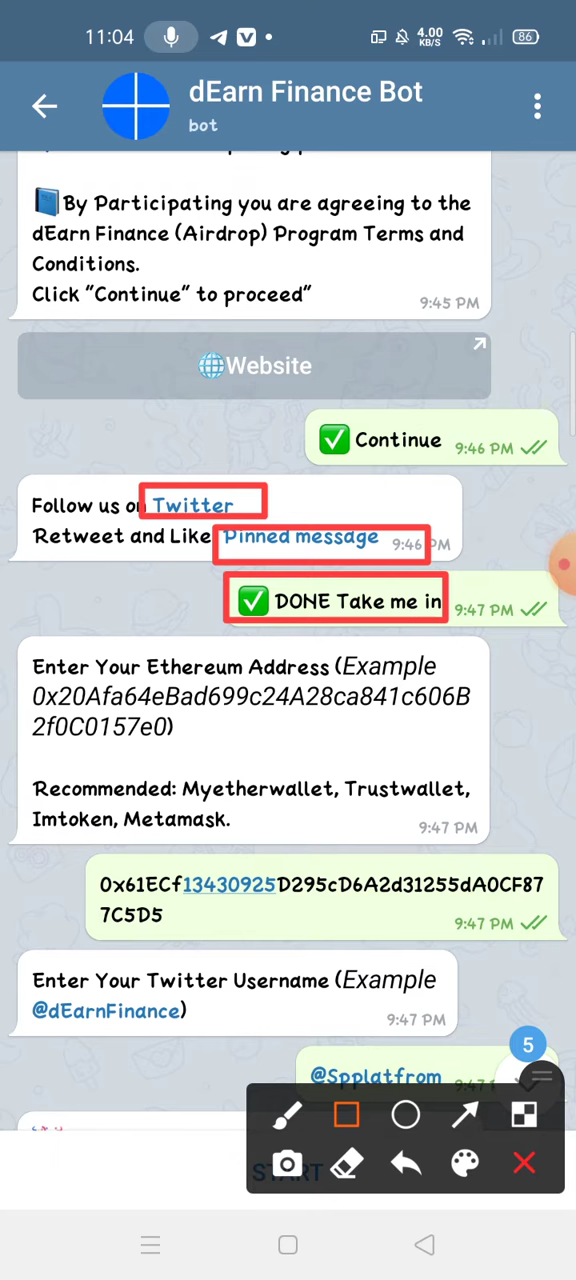 11:04
4.00
KB/S
86
dEarn Finance Bot
bot
📘By Participating you are agreeing to the
dEarn Finance (Airdrop) Program Terms and
Conditions.
Click “Continue” to proceed”
9:45 PM
🌐Website
✅ Continue
9:46 PM
Follow us on Twitter
Retweet and Like Pinned message
9:46 PM
✅ DONE Take me in
9:47 PM
Enter Your Ethereum Address (Example
0x20Afa64eBad699c24A28ca841c606B
2f0C0157e0)
Recommended: Myetherwallet, Trustwallet,
Imtoken, Metamask.
9:47 PM
0x61ECf13430925D295cD6A2d31255dA0CF87
7C5D5
9:47 PM
Enter Your Twitter Username (Example
@dEarnFinance)
9:47 PM
5
@Spplatfrom
9:47
START